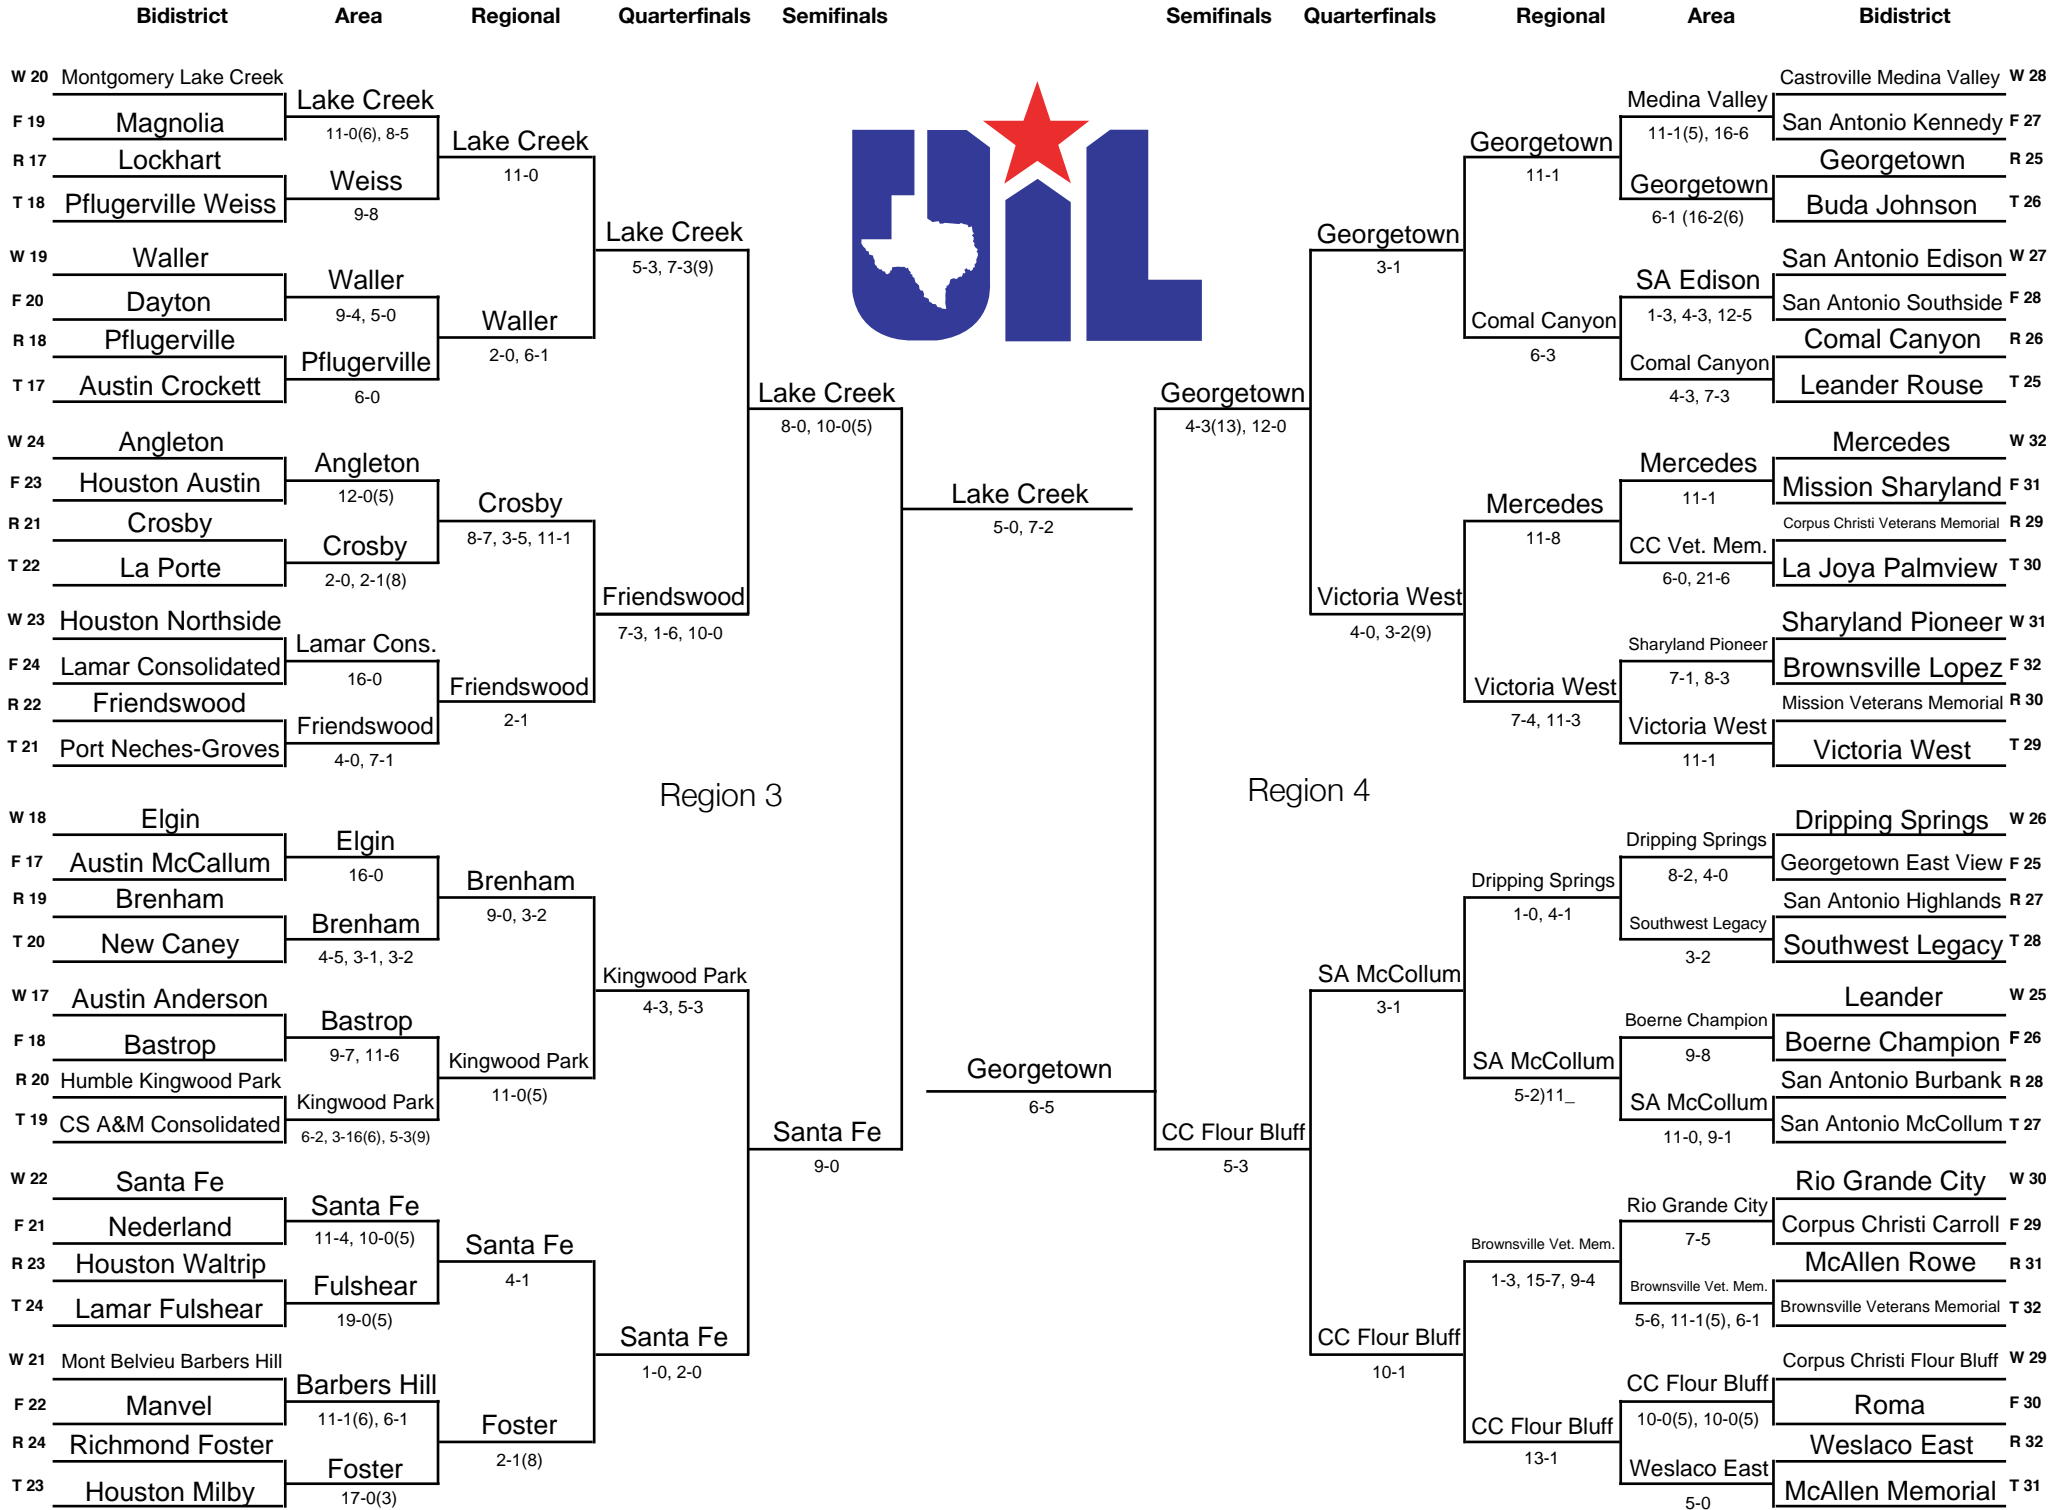 Bidistrict Area Regional Quarterfinals Semifinals Semifinals Quarterfinals Regional Area Bidistrict
W 20 Montgomery Lake Creek
F 19 Magnolia
R 17 Lockhart
T 18 Pflugerville Weiss
W 19 Waller
F 20 Dayton
R 18 Pflugerville
T 17 Austin Crockett
W 24 Angleton
F 23 Houston Austin
R 21 Crosby
T 22 La Porte
W 23 Houston Northside
F 24 Lamar Consolidated
R 22 Friendswood
T 21 Port Neches-Groves
W 18 Elgin
F 17 Austin McCallum
R 19 Brenham
T 20 New Caney
W 17 Austin Anderson
F 18 Bastrop
R 20 Humble Kingwood Park
T 19 CS A&M Consolidated
W 22 Santa Fe
F 21 Nederland
R 23 Houston Waltrip
T 24 Lamar Fulshear
W 21 Mont Belvieu Barbers Hill
F 22 Manvel
R 24 Richmond Foster
T 23 Houston Milby
Lake Creek
11-0(6), 8-5
Weiss
9-8
Waller
9-4, 5-0
Pflugerville
6-0
Angleton
12-0(5)
Crosby
2-0, 2-1(8)
Lamar Cons.
16-0
Friendswood
4-0, 7-1
Elgin
16-0
Brenham
4-5, 3-1, 3-2
Bastrop
9-7, 11-6
Kingwood Park
6-2, 3-16(6), 5-3(9)
Santa Fe
11-4, 10-0(5)
Fulshear
19-0(5)
Barbers Hill
11-1(6), 6-1
Foster
17-0(3)
Lake Creek
11-0
Waller
2-0, 6-1
Crosby
8-7, 3-5, 11-1
Friendswood
2-1
Brenham
9-0, 3-2
Kingwood Park
11-0(5)
Santa Fe
4-1
Foster
2-1(8)
Lake Creek
5-3, 7-3(9)
Friendswood
7-3, 1-6, 10-0
Kingwood Park
4-3, 5-3
Santa Fe
1-0, 2-0
Lake Creek
8-0, 10-0(5)
Santa Fe
9-0
Region 3
UiL
Lake Creek
5-0, 7-2
Georgetown
6-5
Region 4
Georgetown
4-3(13), 12-0
CC Flour Bluff
5-3
Georgetown
3-1
Victoria West
4-0, 3-2(9)
SA McCollum
3-1
CC Flour Bluff
10-1
Georgetown
11-1
Comal Canyon
6-3
Mercedes
11-8
Victoria West
7-4, 11-3
Dripping Springs
1-0, 4-1
SA McCollum
5-2)11_
Brownsville Vet. Mem.
1-3, 15-7, 9-4
CC Flour Bluff
13-1
Medina Valley
11-1(5), 16-6
Georgetown
6-1 (16-2(6)
SA Edison
1-3, 4-3, 12-5
Comal Canyon
4-3, 7-3
Mercedes
11-1
CC Vet. Mem.
6-0, 21-6
Sharyland Pioneer
7-1, 8-3
Victoria West
11-1
Dripping Springs
8-2, 4-0
Southwest Legacy
3-2
Boerne Champion
9-8
SA McCollum
11-0, 9-1
Rio Grande City
7-5
Brownsville Vet. Mem.
5-6, 11-1(5), 6-1
CC Flour Bluff
10-0(5), 10-0(5)
Weslaco East
5-0
Castroville Medina Valley W 28
San Antonio Kennedy F 27
Georgetown R 25
Buda Johnson T 26
San Antonio Edison W 27
San Antonio Southside F 28
Comal Canyon R 26
Leander Rouse T 25
Mercedes W 32
Mission Sharyland F 31
Corpus Christi Veterans Memorial R 29
La Joya Palmview T 30
Sharyland Pioneer W 31
Brownsville Lopez F 32
Mission Veterans Memorial R 30
Victoria West T 29
Dripping Springs W 26
Georgetown East View F 25
San Antonio Highlands R 27
Southwest Legacy T 28
Leander W 25
Boerne Champion F 26
San Antonio Burbank R 28
San Antonio McCollum T 27
Rio Grande City W 30
Corpus Christi Carroll F 29
McAllen Rowe R 31
Brownsville Veterans Memorial T 32
Corpus Christi Flour Bluff W 29
Roma F 30
Weslaco East R 32
McAllen Memorial T 31